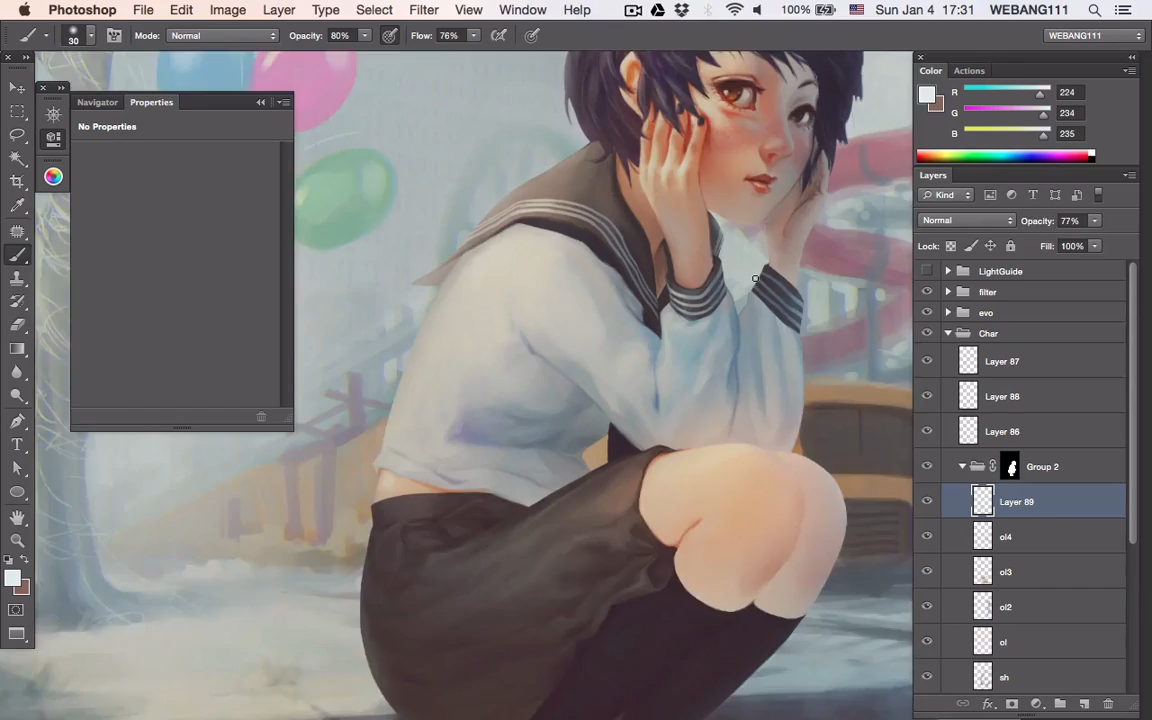 Photoshop File Edit Image Layer Type Select Filter View Window Help 100% Sun Jan 4 17:31 WEBANG111
30 Mode: Normal Opacity: 80% Flow: 76% WEBANG111
Navigator Properties
No Properties
Color Actions
R 224
G 234
B 235
Layers
Kind
Normal Opacity: 77%
Lock: Fill: 100%
LightGuide
filter
evo
Char
Layer 87
Layer 88
Layer 86
Group 2
Layer 89
ol4
ol3
ol2
ol
sh
fx